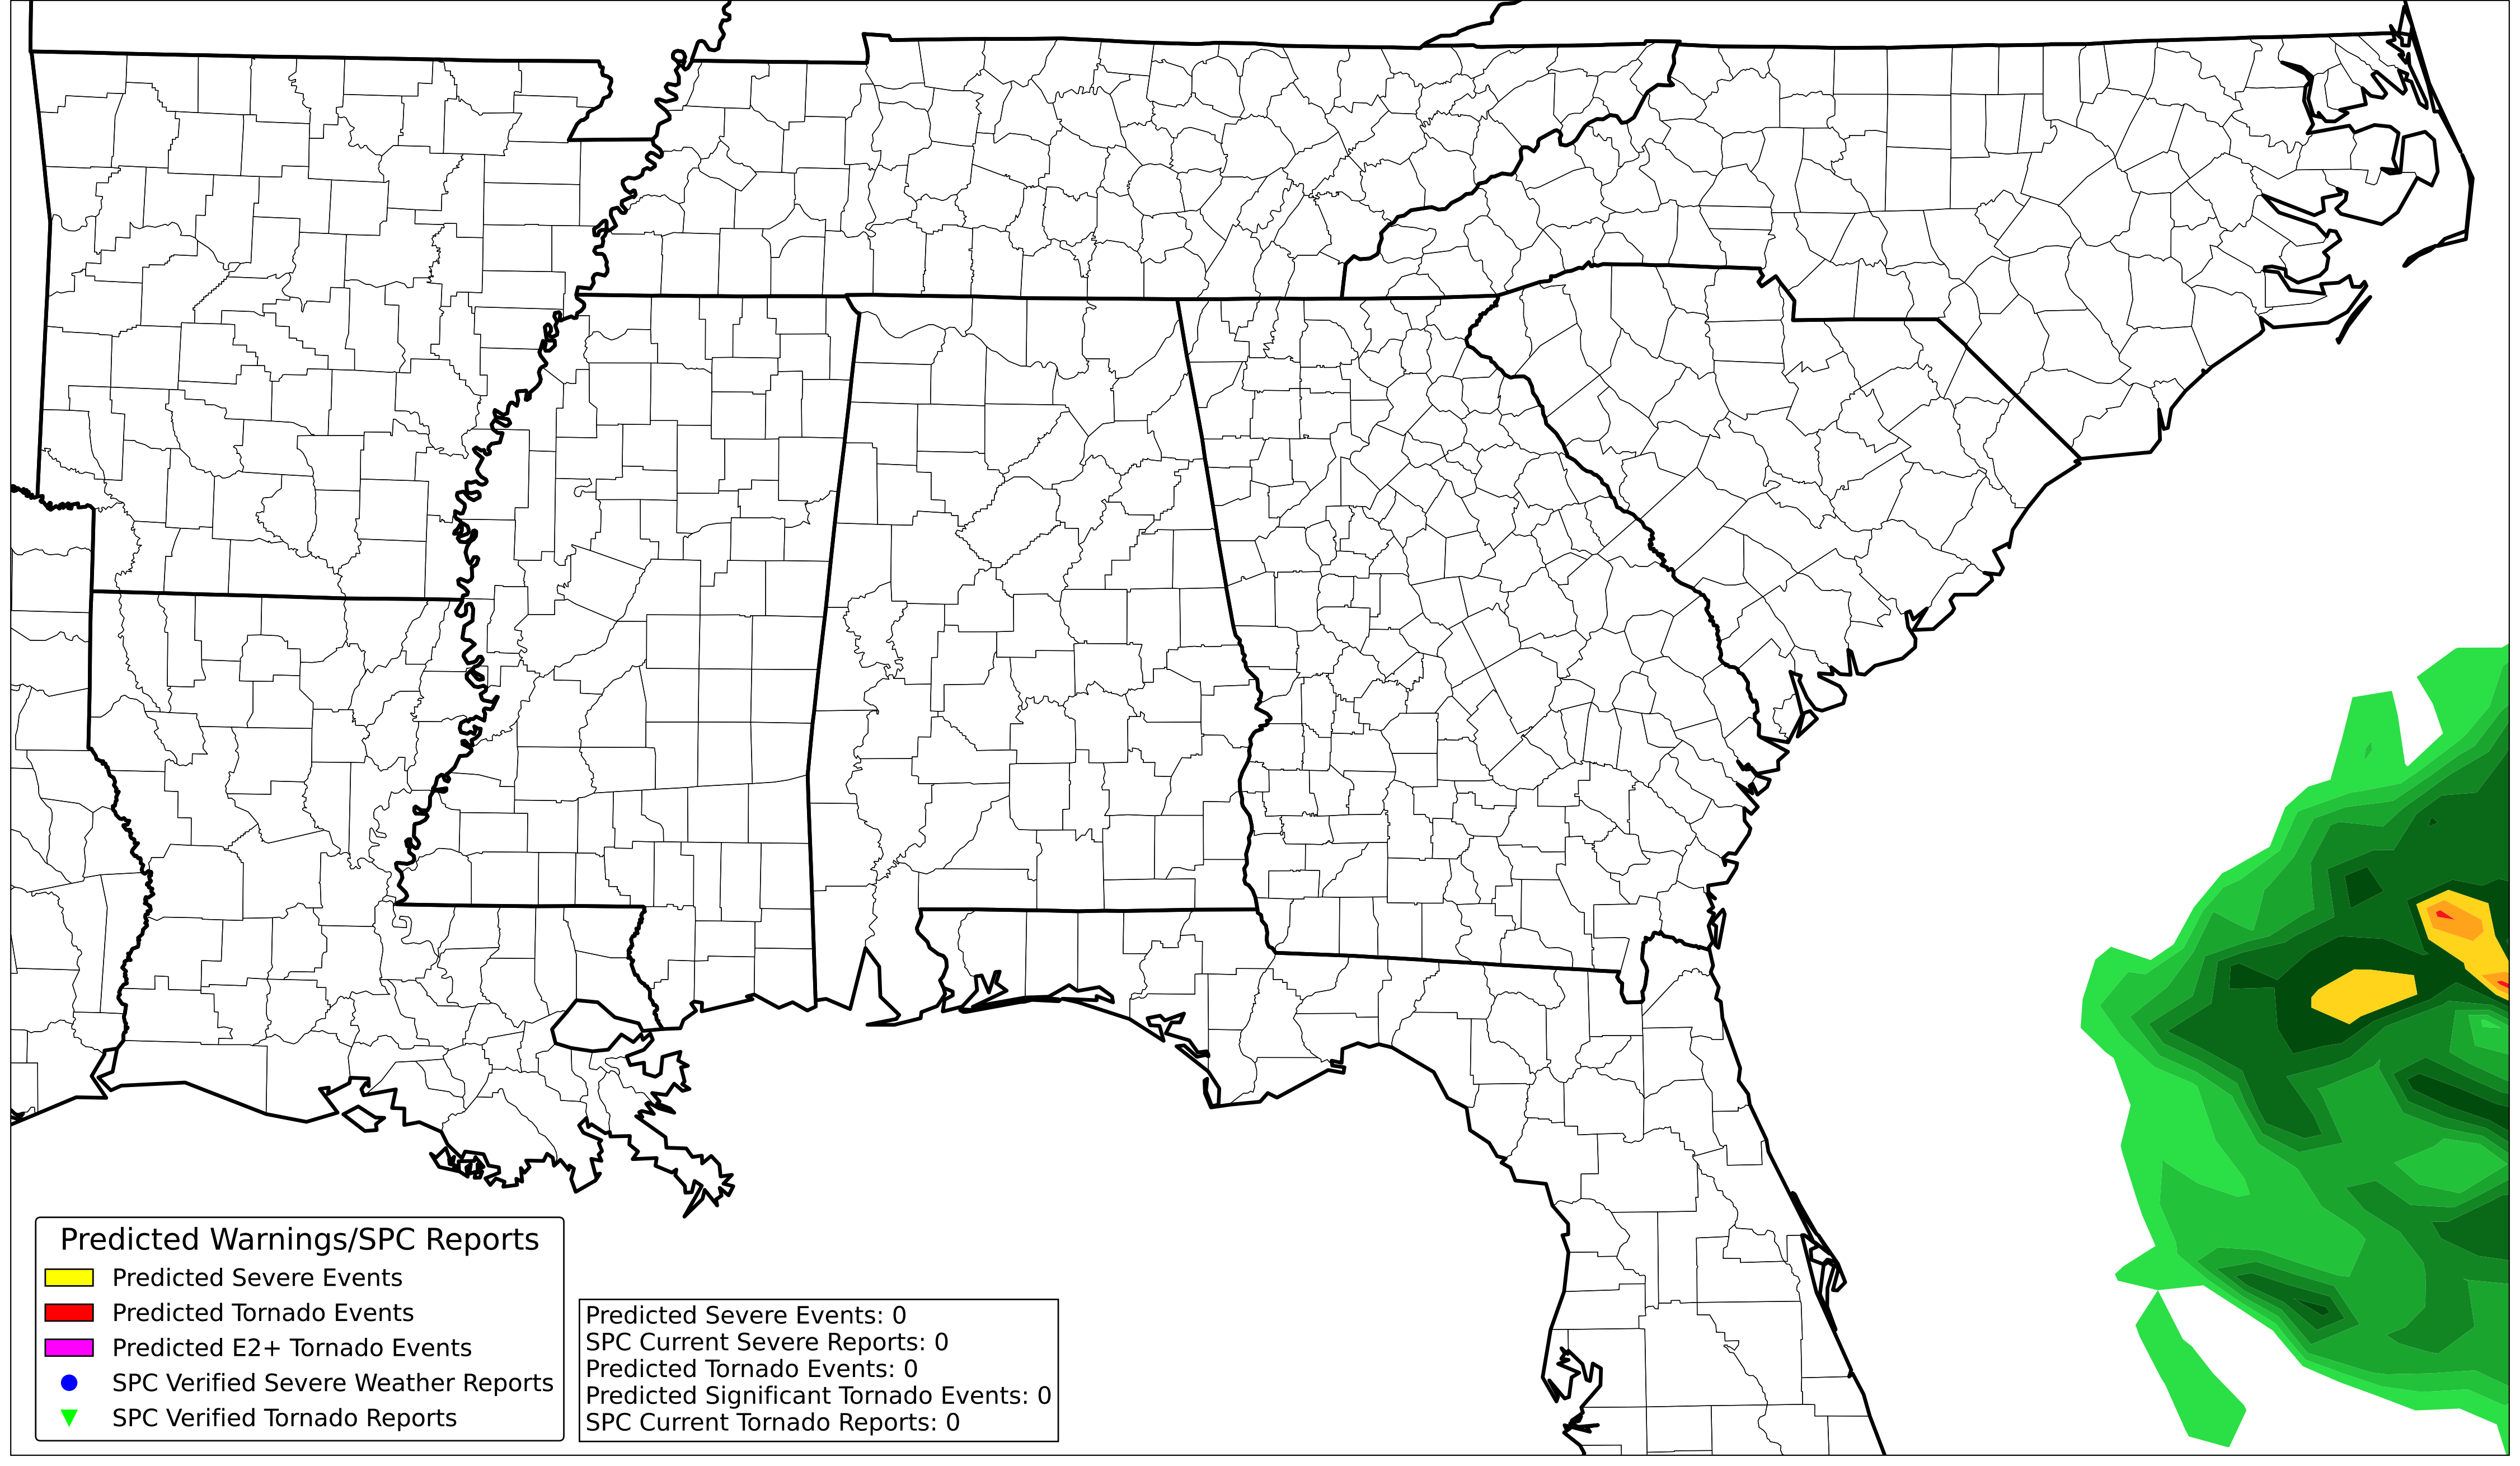 Predicted Warnings/SPC Reports
Predicted Severe Events
Predicted Tornado Events
Predicted E2+ Tornado Events
SPC Verified Severe Weather Reports
SPC Verified Tornado Reports
Predicted Severe Events: 0
SPC Current Severe Reports: 0
Predicted Tornado Events: 0
Predicted Significant Tornado Events: 0
SPC Current Tornado Reports: 0